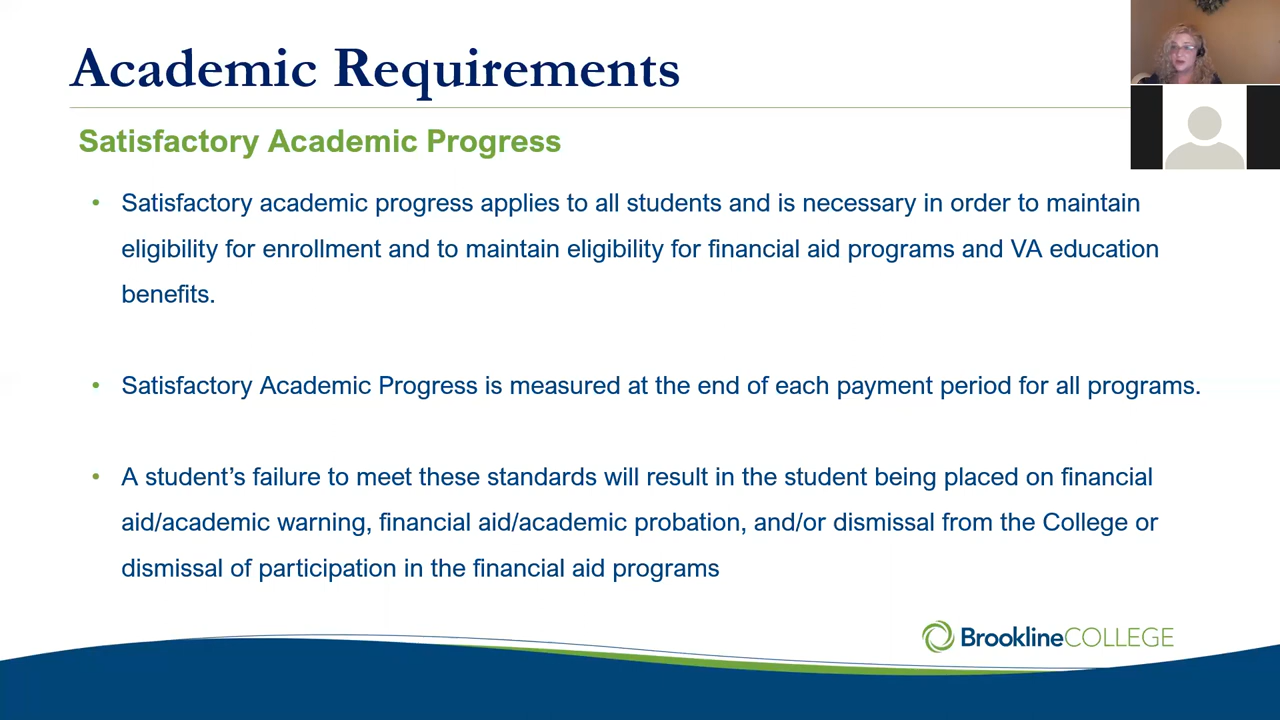 Academic Requirements
Satisfactory Academic Progress
• Satisfactory academic progress applies to all students and is necessary in order to maintain
eligibility for enrollment and to maintain eligibility for financial aid programs and VA education
benefits.
• Satisfactory Academic Progress is measured at the end of each payment period for all programs.
• A student’s failure to meet these standards will result in the student being placed on financial
aid/academic warning, financial aid/academic probation, and/or dismissal from the College or
dismissal of participation in the financial aid programs
BrooklineCOLLEGE